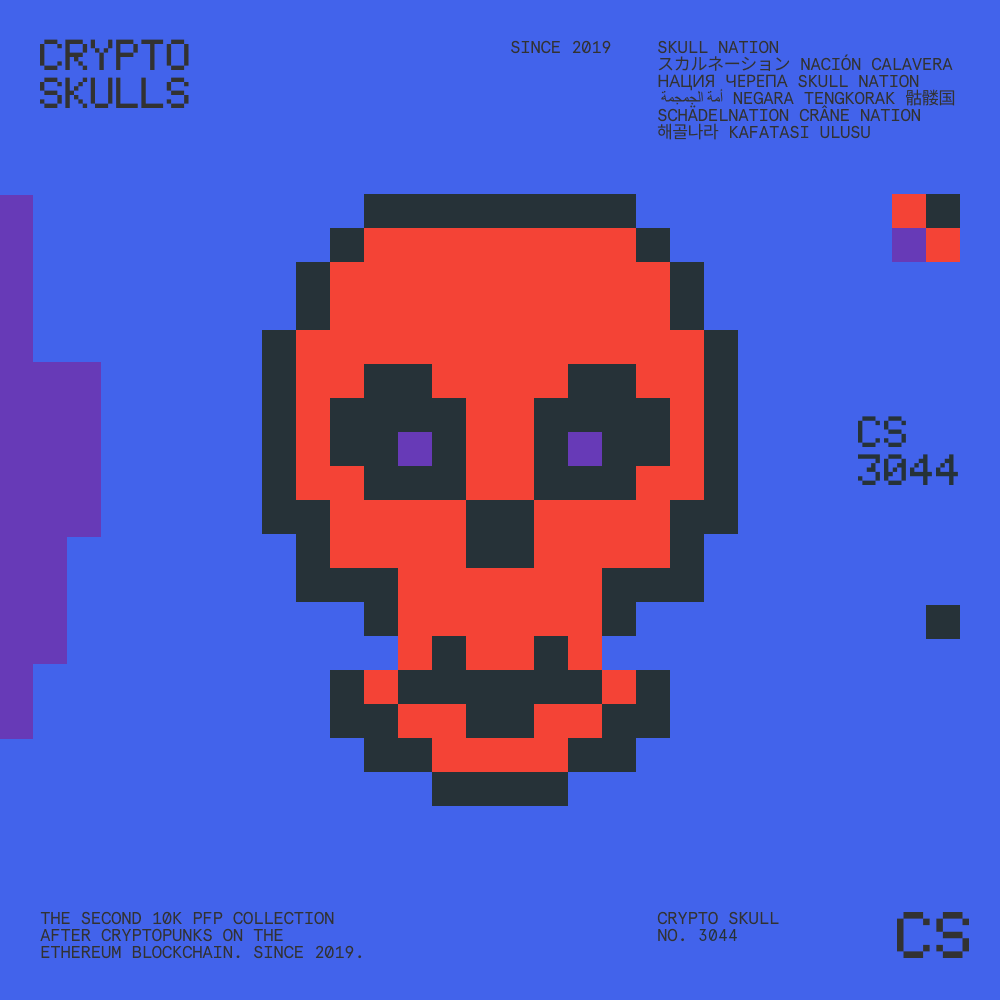 CRYPTO
SKULLS
SINCE 2019
SKULL NATION
スカルネーション NACIÓN CALAVERA
НАЦИЯ ЧЕРЕПА SKULL NATION
أمة الجمجمة NEGARA TENGKORAK 骷髅国
SCHÄDELNATION CRÂNE NATION
해골나라 KAFATASI ULUSU
CS
3044
THE SECOND 10K PFP COLLECTION
AFTER CRYPTOPUNKS ON THE
ETHEREUM BLOCKCHAIN. SINCE 2019.
CRYPTO SKULL
NO. 3044
CS